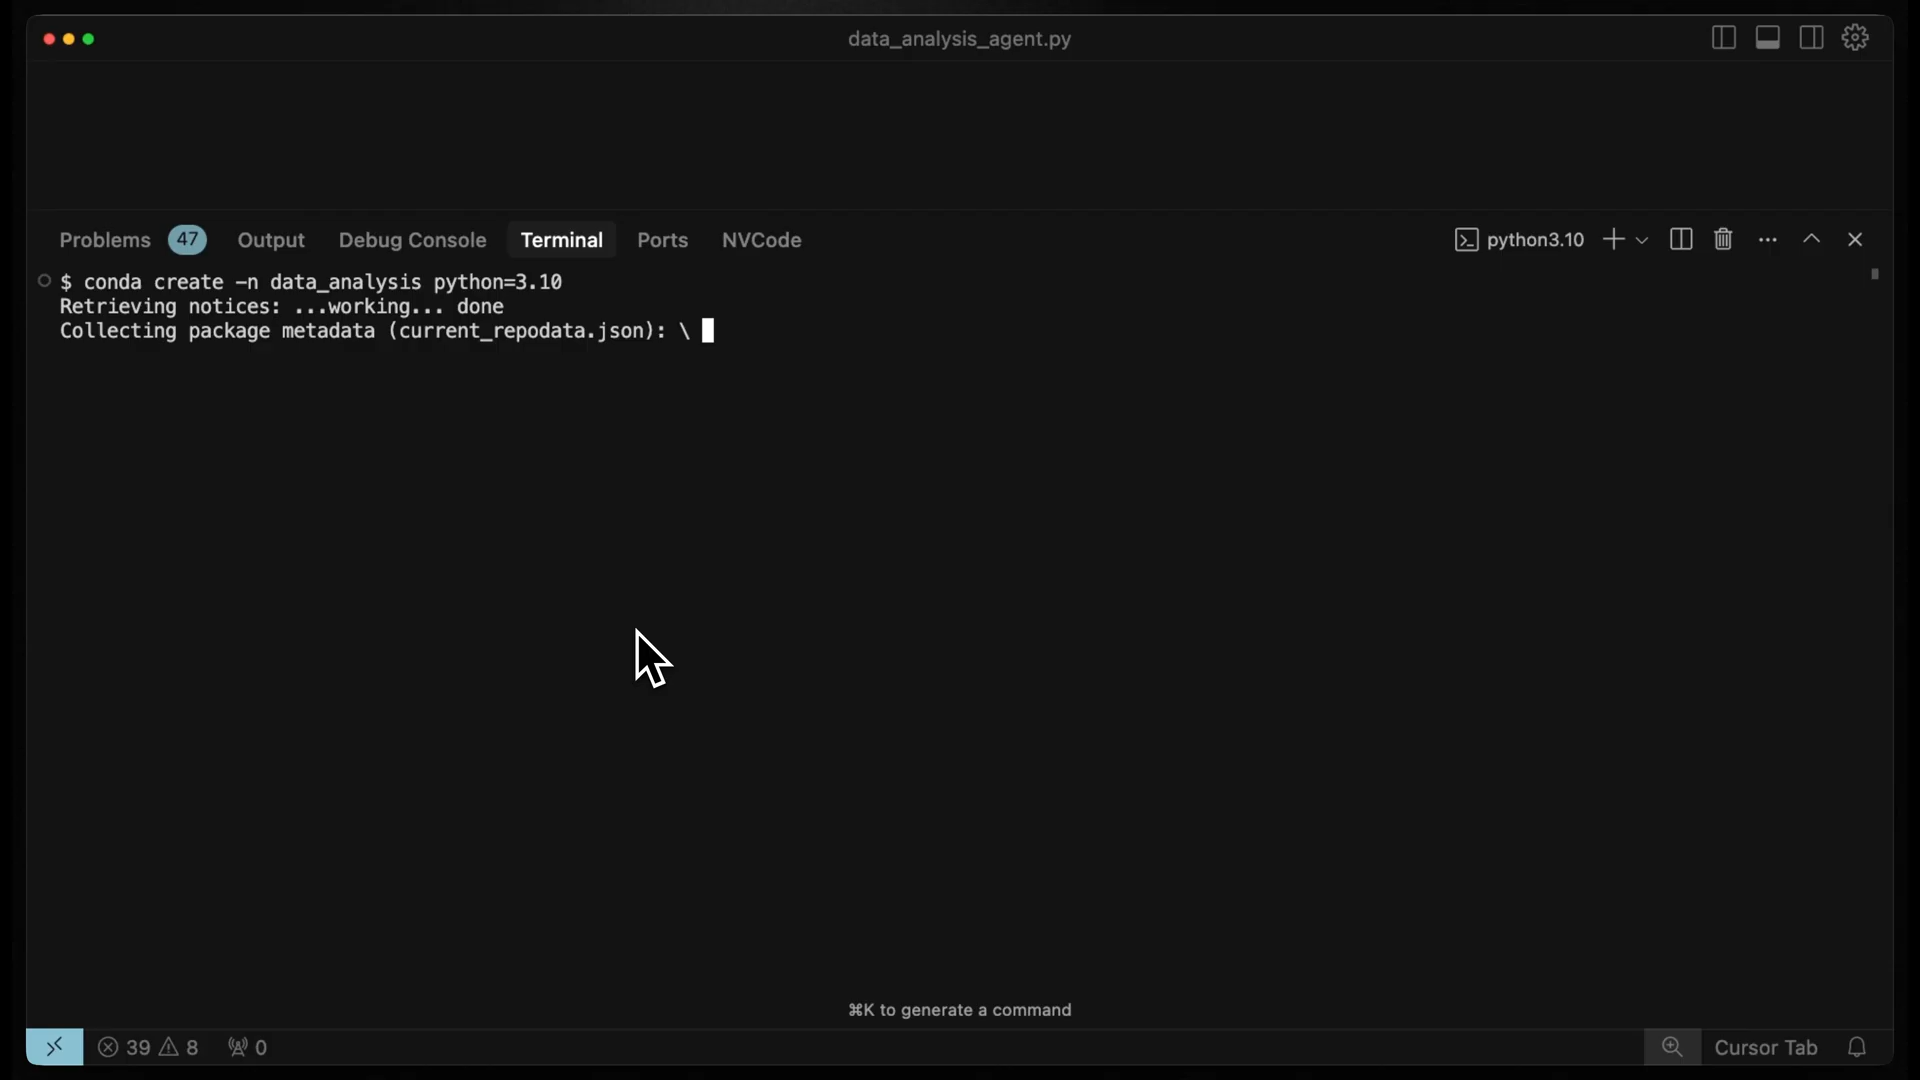 data_analysis_agent.py
Problems 47 Output Debug Console Terminal Ports NVCode python3.10
$ conda create -n data_analysis python=3.10
Retrieving notices: ...working... done
Collecting package metadata (current_repodata.json): \
⌘K to generate a command
39 8 0 Cursor Tab